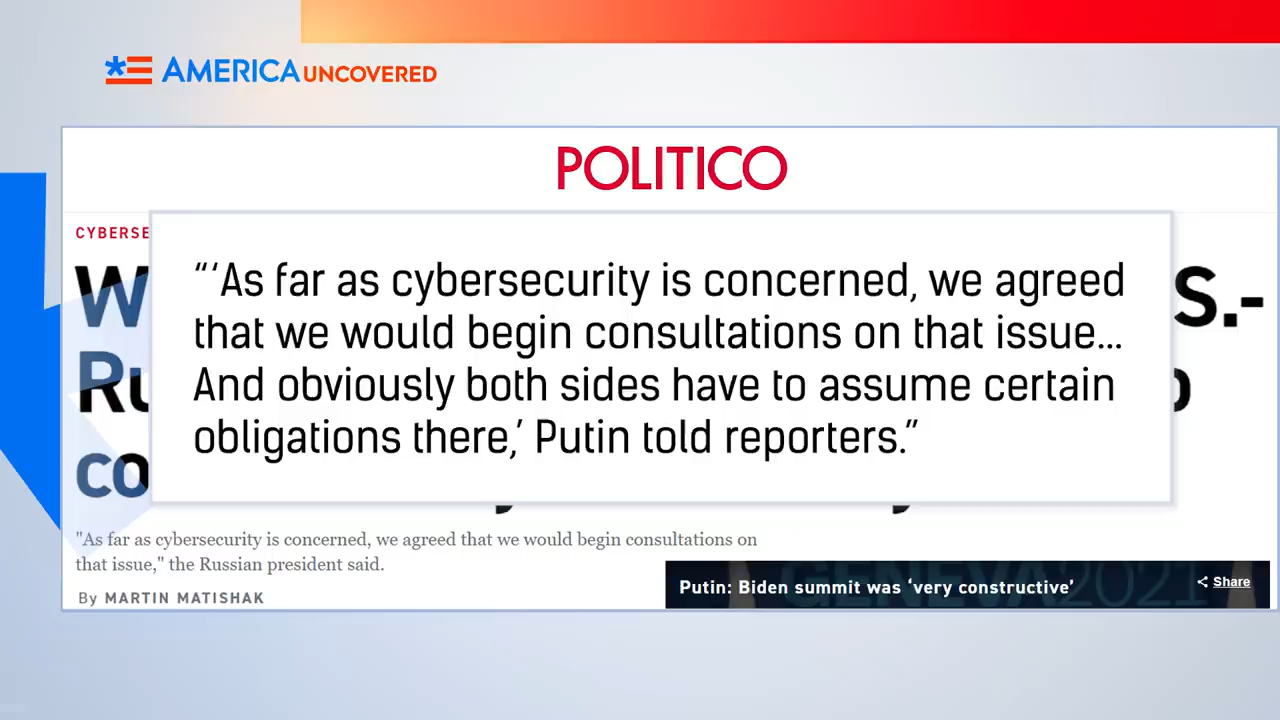 AMERICA UNCOVERED
POLITICO
“‘As far as cybersecurity is concerned, we agreed
that we would begin consultations on that issue...
And obviously both sides have to assume certain
obligations there,’ Putin told reporters.”
"As far as cybersecurity is concerned, we agreed that we would begin consultations on
that issue," the Russian president said.
By MARTIN MATISHAK
GENEVA2021
Putin: Biden summit was ‘very constructive’
Share